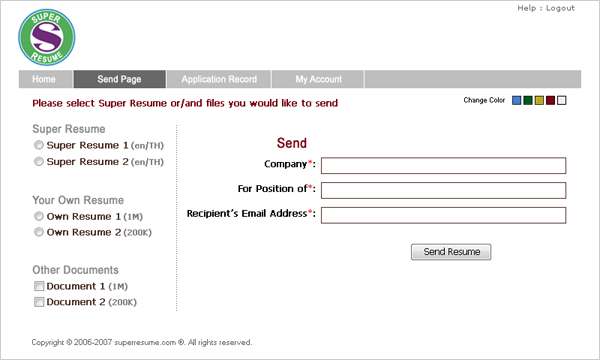 Help : Logout
SUPER
S
RESUME
Home Send Page Application Record My Account
Please select Super Resume or/and files you would like to send
Change Color
Super Resume
Super Resume 1 (en/TH)
Super Resume 2 (en/TH)
Your Own Resume
Own Resume 1 (1M)
Own Resume 2 (200K)
Other Documents
Document 1 (1M)
Document 2 (200K)
Send
Company*:
For Position of*:
Recipient's Email Address*:
Send Resume
Copyright © 2006-2007 superresume.com ®. All rights reserved.